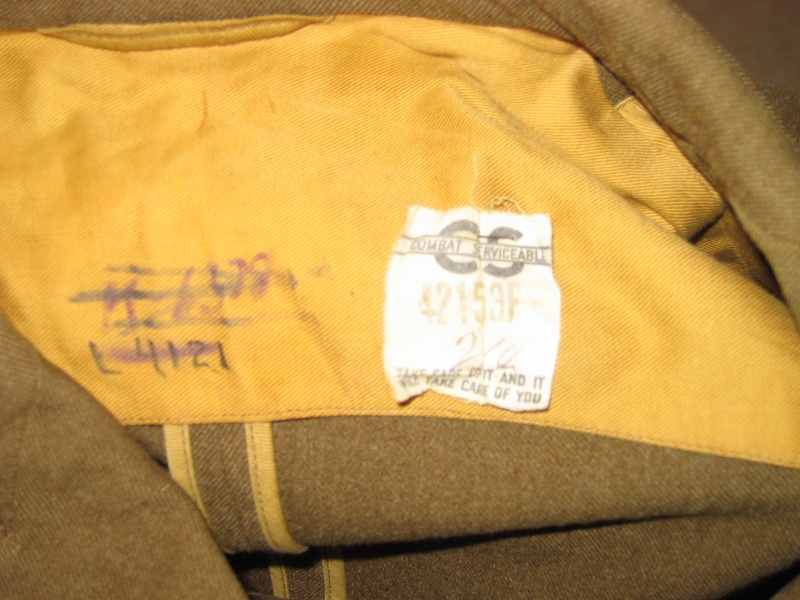 CS
COMBAT SERVICEABLE
42153F
TAKE CARE OF IT AND IT
WILL TAKE CARE OF YOU
L 4121